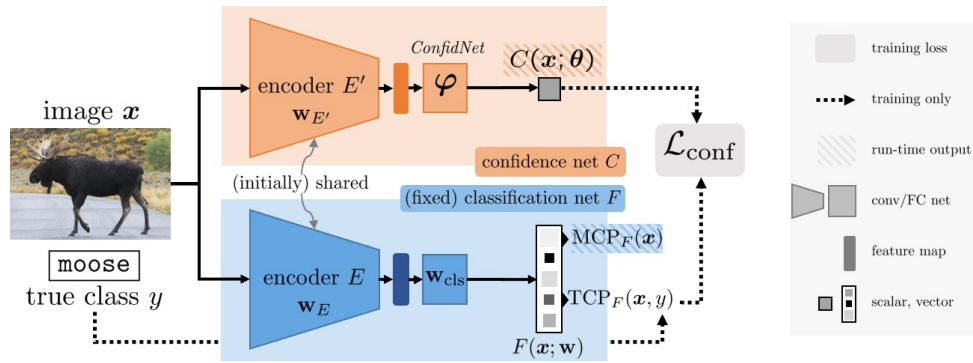 image x
moose
true class y
ConfidNet
encoder E′
w_E′
φ
C(x; θ)
confidence net C
(initially) shared
(fixed) classification net F
encoder E
w_E
w_cls
MCP_F(x)
TCP_F(x, y)
F(x; w)
L_conf
training loss
training only
run-time output
conv/FC net
feature map
scalar, vector